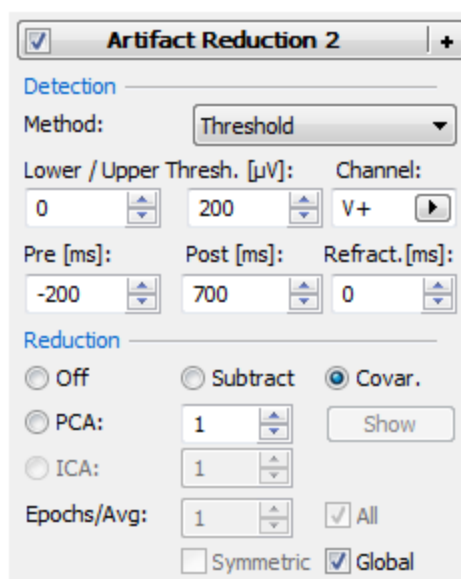 Artifact Reduction 2 +
Detection
Method: Threshold
Lower / Upper Thresh. [µV]: Channel:
0 200 V+
Pre [ms]: Post [ms]: Refract.[ms]:
-200 700 0
Reduction
Off Subtract Covar.
PCA: 1 Show
ICA: 1
Epochs/Avg: 1 All
Symmetric Global